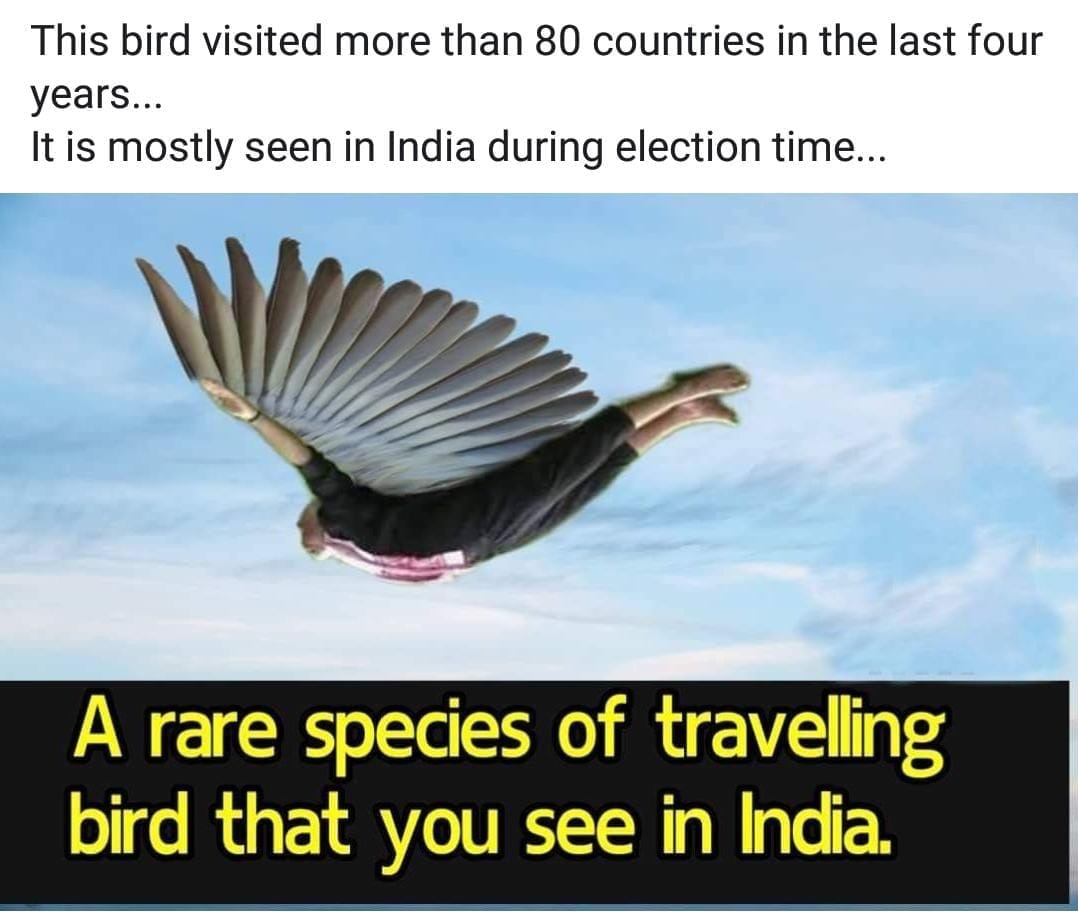 This bird visited more than 80 countries in the last four
years...
It is mostly seen in India during election time...
A rare species of travelling
bird that you see in India.